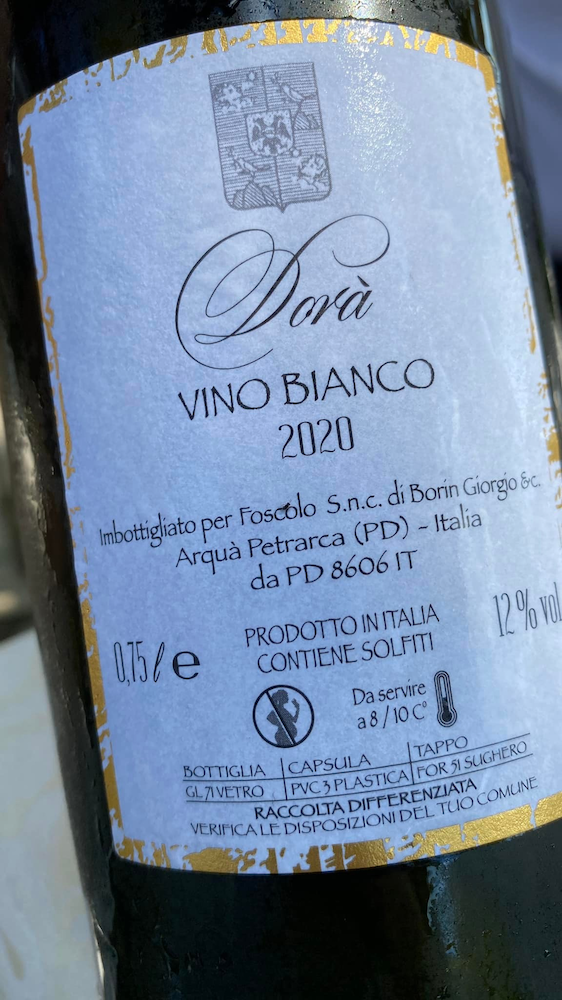 Dorà
VINO BIANCO
2020
Imbottigliato per Foscolo S.n.c. di Borin Giorgio &c.
Arquà Petrarca (PD) - Italia
da PD 8606 IT
0,75 l e
PRODOTTO IN ITALIA
CONTIENE SOLFITI
12 % vol
Da servire
a 8 / 10 C°
BOTTIGLIA CAPSULA TAPPO
GL 71 VETRO PVC 3 PLASTICA FOR 51 SUGHERO
RACCOLTA DIFFERENZIATA
VERIFICA LE DISPOSIZIONI DEL TUO COMUNE